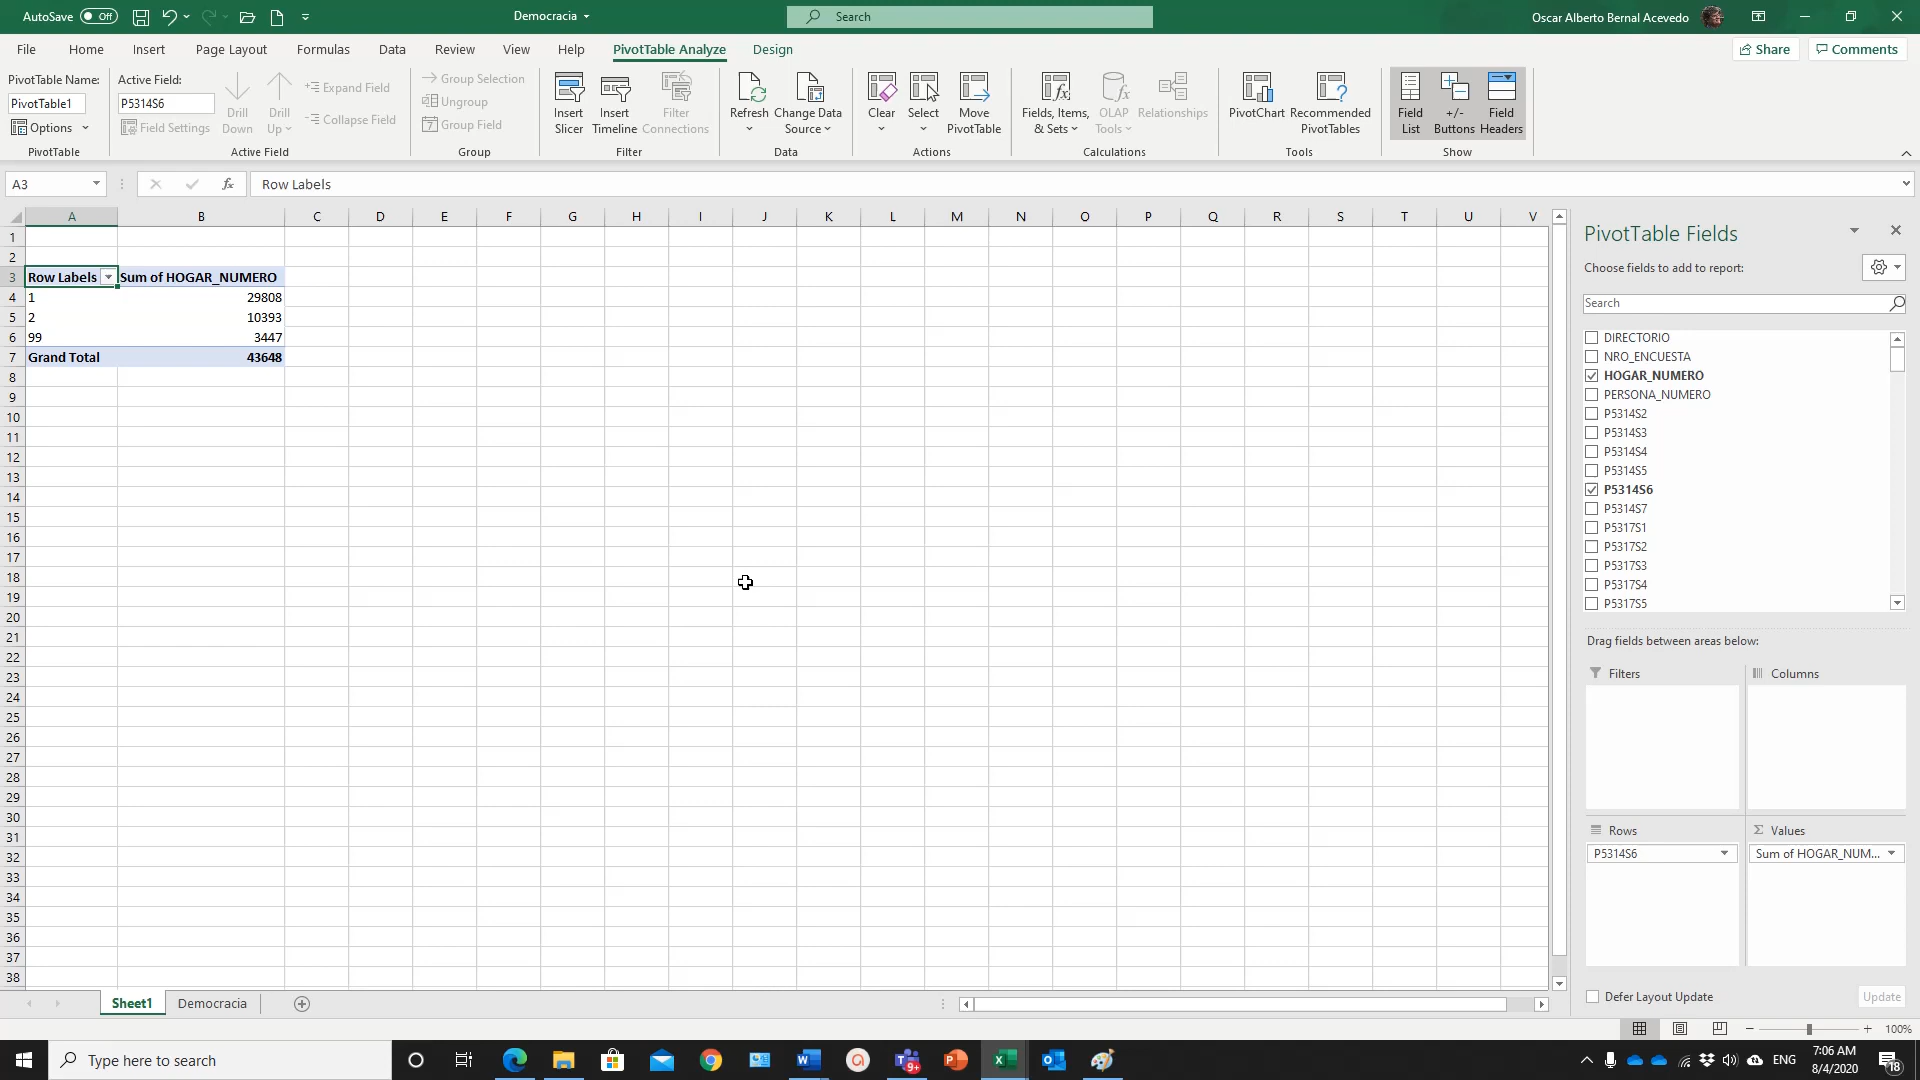 AutoSave Off Democracia Search Oscar Alberto Bernal Acevedo
File Home Insert Page Layout Formulas Data Review View Help PivotTable Analyze Design Share Comments
PivotTable Name:
PivotTable1
Options
PivotTable
Active Field:
P5314S6
Field Settings
Drill
Down
Drill
Up
Expand Field
Collapse Field
Active Field
Group Selection
Ungroup
Group Field
Group
Insert
Slicer
Insert
Timeline
Filter
Connections
Filter
Refresh
Change Data
Source
Data
Clear
Select
Move
PivotTable
Actions
Fields, Items,
& Sets
OLAP
Tools
Relationships
Calculations
PivotChart
Recommended
PivotTables
Tools
Field
List
+/-
Buttons
Field
Headers
Show
A3 fx Row Labels
A B C D E F G H I J K L M N O P Q R S T U V
1
2
3 Row Labels Sum of HOGAR_NUMERO
4 1 29808
5 2 10393
6 99 3447
7 Grand Total 43648
8
9
10
11
12
13
14
15
16
17
18
19
20
21
22
23
24
25
26
27
28
29
30
31
32
33
34
35
36
37
38
PivotTable Fields
Choose fields to add to report:
Search
DIRECTORIO
NRO_ENCUESTA
HOGAR_NUMERO
PERSONA_NUMERO
P5314S2
P5314S3
P5314S4
P5314S5
P5314S6
P5314S7
P5317S1
P5317S2
P5317S3
P5317S4
P5317S5
Drag fields between areas below:
Filters
Columns
Rows
P5314S6
Σ Values
Sum of HOGAR_NUM...
Defer Layout Update Update
Sheet1 Democracia
100%
Type here to search
9+
ENG
7:06 AM
8/4/2020
18